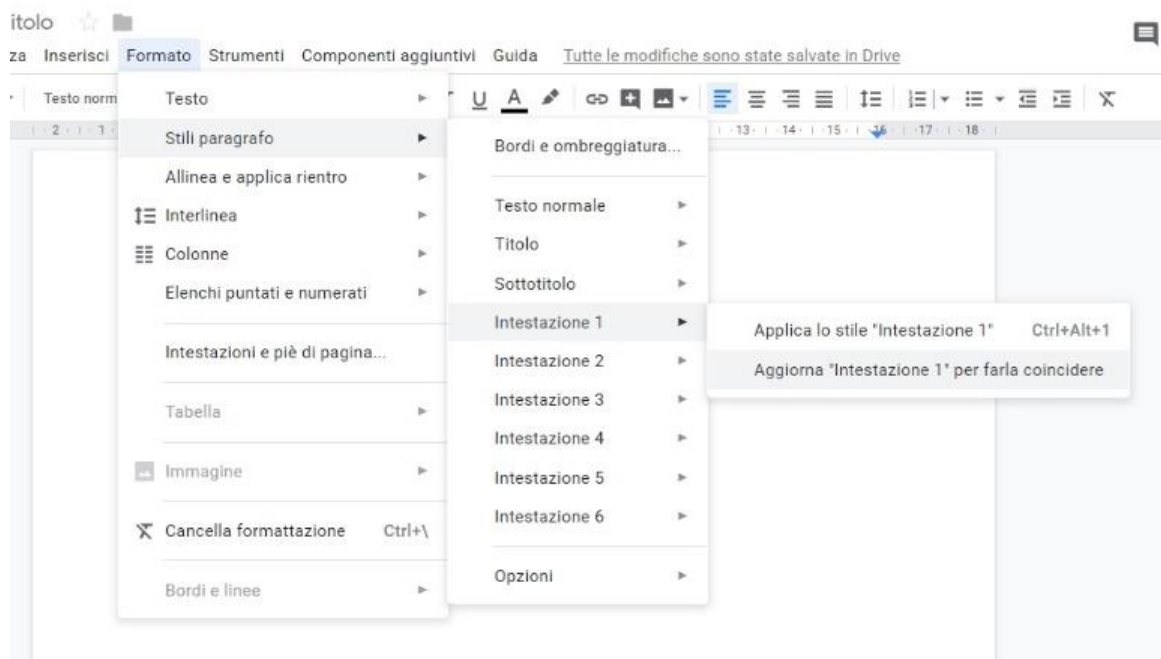 itolo
za Inserisci Formato Strumenti Componenti aggiuntivi Guida Tutte le modifiche sono state salvate in Drive
Testo norm
U A
2 1 13 14 15 16 17 18
Testo
Stili paragrafo
Allinea e applica rientro
Interlinea
Colonne
Elenchi puntati e numerati
Intestazioni e piè di pagina...
Tabella
Immagine
Cancella formattazione Ctrl+\
Bordi e linee
Bordi e ombreggiatura...
Testo normale
Titolo
Sottotitolo
Intestazione 1
Intestazione 2
Intestazione 3
Intestazione 4
Intestazione 5
Intestazione 6
Opzioni
Applica lo stile "Intestazione 1" Ctrl+Alt+1
Aggiorna "Intestazione 1" per farla coincidere